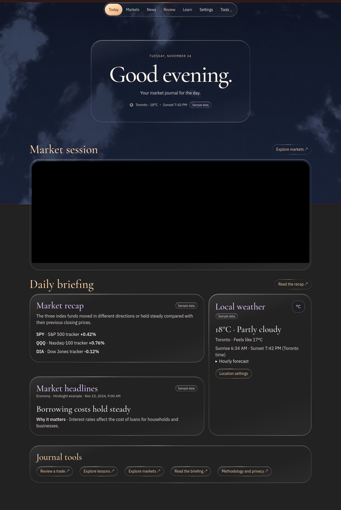 Today Markets News Review Learn Settings Tools
TUESDAY, NOVEMBER 24
Good evening.
Your market journal for the day.
Toronto · 18°C · Sunset 7:42 PM Sample data
Market session
Explore markets ↗
Daily briefing
Read the recap ↗
Market recap
Sample data
The three index funds moved in different directions or held steady compared with
their previous closing prices.
SPY · S&P 500 tracker +0.42%
QQQ · Nasdaq-100 tracker +0.76%
DIA · Dow Jones tracker -0.12%
Local weather
°C
Sample data
18°C · Partly cloudy
Toronto · Feels like 17°C
Sunrise 6:34 AM · Sunset 7:42 PM (Toronto
time)
▸ Hourly forecast
Location settings
Market headlines
Sample data
Borrowing costs hold steady
Why it matters · Interest rates affect the cost of loans for households and
businesses.
Journal tools
Review a trade ↗ Explore lessons ↗ Explore markets ↗ Read the briefing ↗ Methodology and privacy ↗